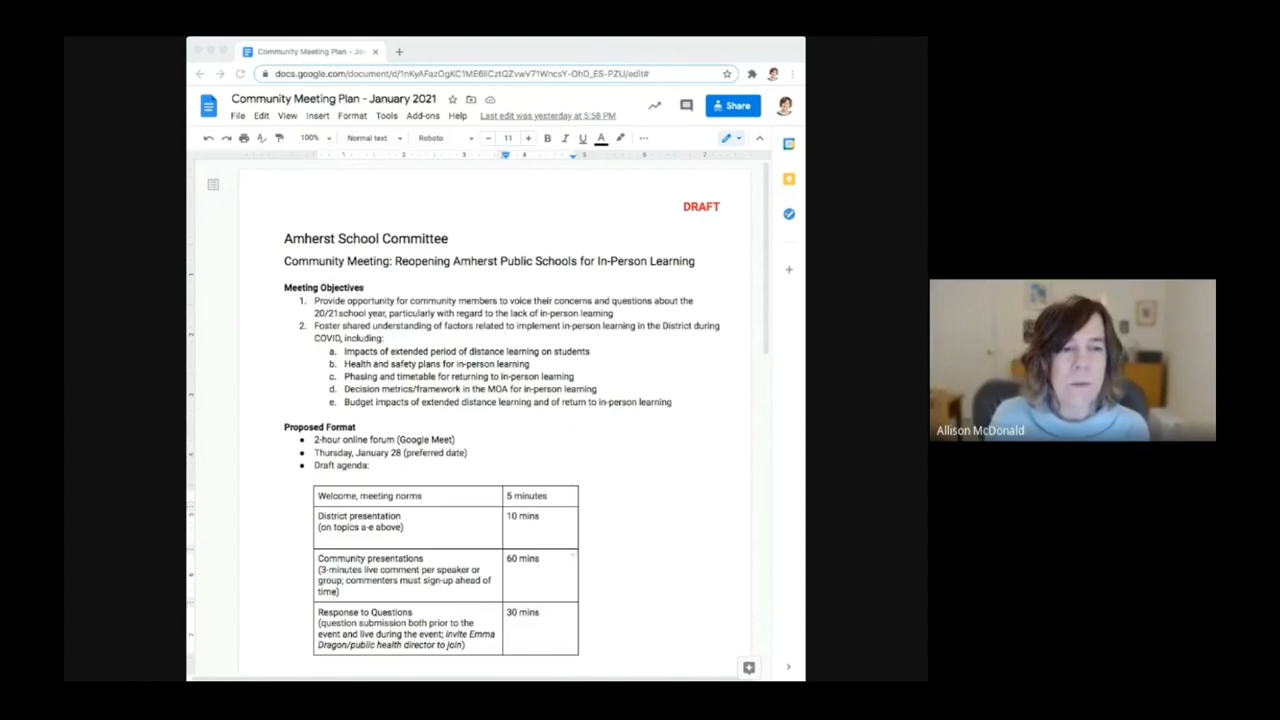 Community Meeting Plan - Ja
docs.google.com/document/d/
Community Meeting Plan - January 2021
Share
File Edit View Insert Format Tools Add-ons Help Last edit was yesterday at 5:58 PM
100% Normal text Roboto 11 B I U A
1 2 3 4 5 6 7
DRAFT
Amherst School Committee
Community Meeting: Reopening Amherst Public Schools for In-Person Learning
Meeting Objectives
1. Provide opportunity for community members to voice their concerns and questions about the
20/21school year, particularly with regard to the lack of in-person learning
2. Foster shared understanding of factors related to implement in-person learning in the District during
COVID, including:
a. Impacts of extended period of distance learning on students
b. Health and safety plans for in-person learning
c. Phasing and timetable for returning to in-person learning
d. Decision metrics/framework in the MOA for in-person learning
e. Budget impacts of extended distance learning and of return to in-person learning
Allison McDonald
Proposed Format
● 2-hour online forum (Google Meet)
● Thursday, January 28 (preferred date)
● Draft agenda:
Welcome, meeting norms 5 minutes
District presentation 10 mins
(on topics a-e above)
Community presentations 60 mins
(3-minutes live comment per speaker or
group; commenters must sign-up ahead of
time)
Response to Questions 30 mins
(question submission both prior to the
event and live during the event; invite Emma
Dragon/public health director to join)